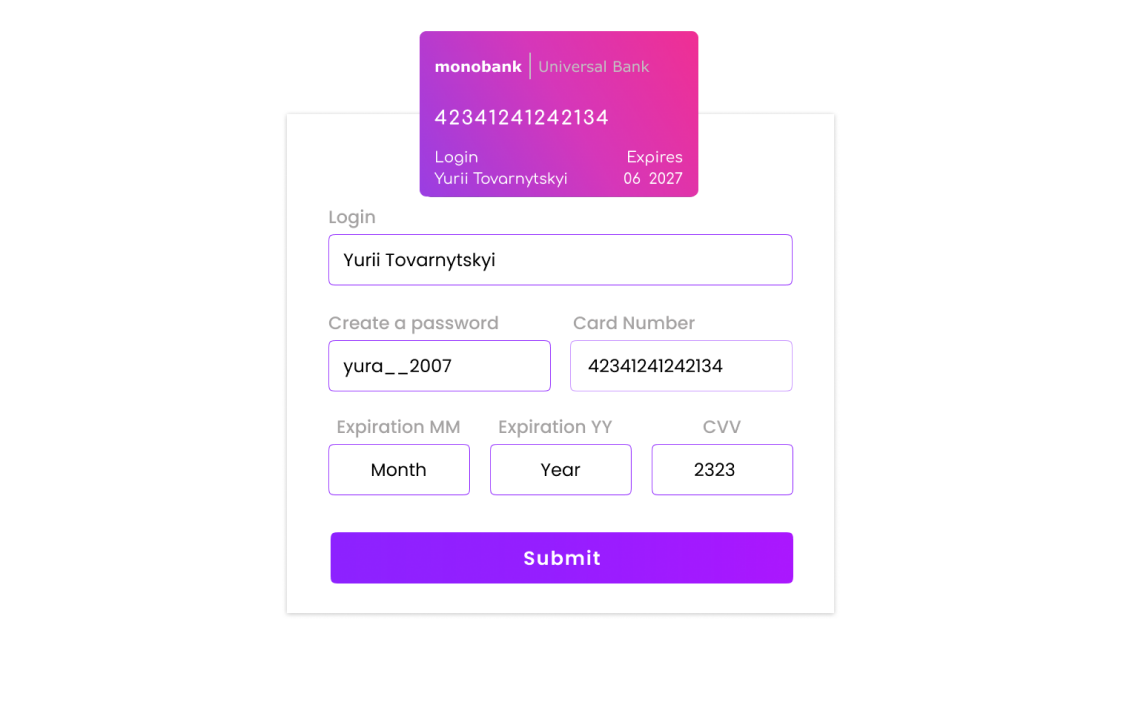 monobank | Universal Bank
42341241242134
Login Expires
Yurii Tovarnytskyi 06 2027
Login
Yurii Tovarnytskyi
Create a password Card Number
yura__2007 42341241242134
Expiration MM Expiration YY CVV
Month Year 2323
Submit